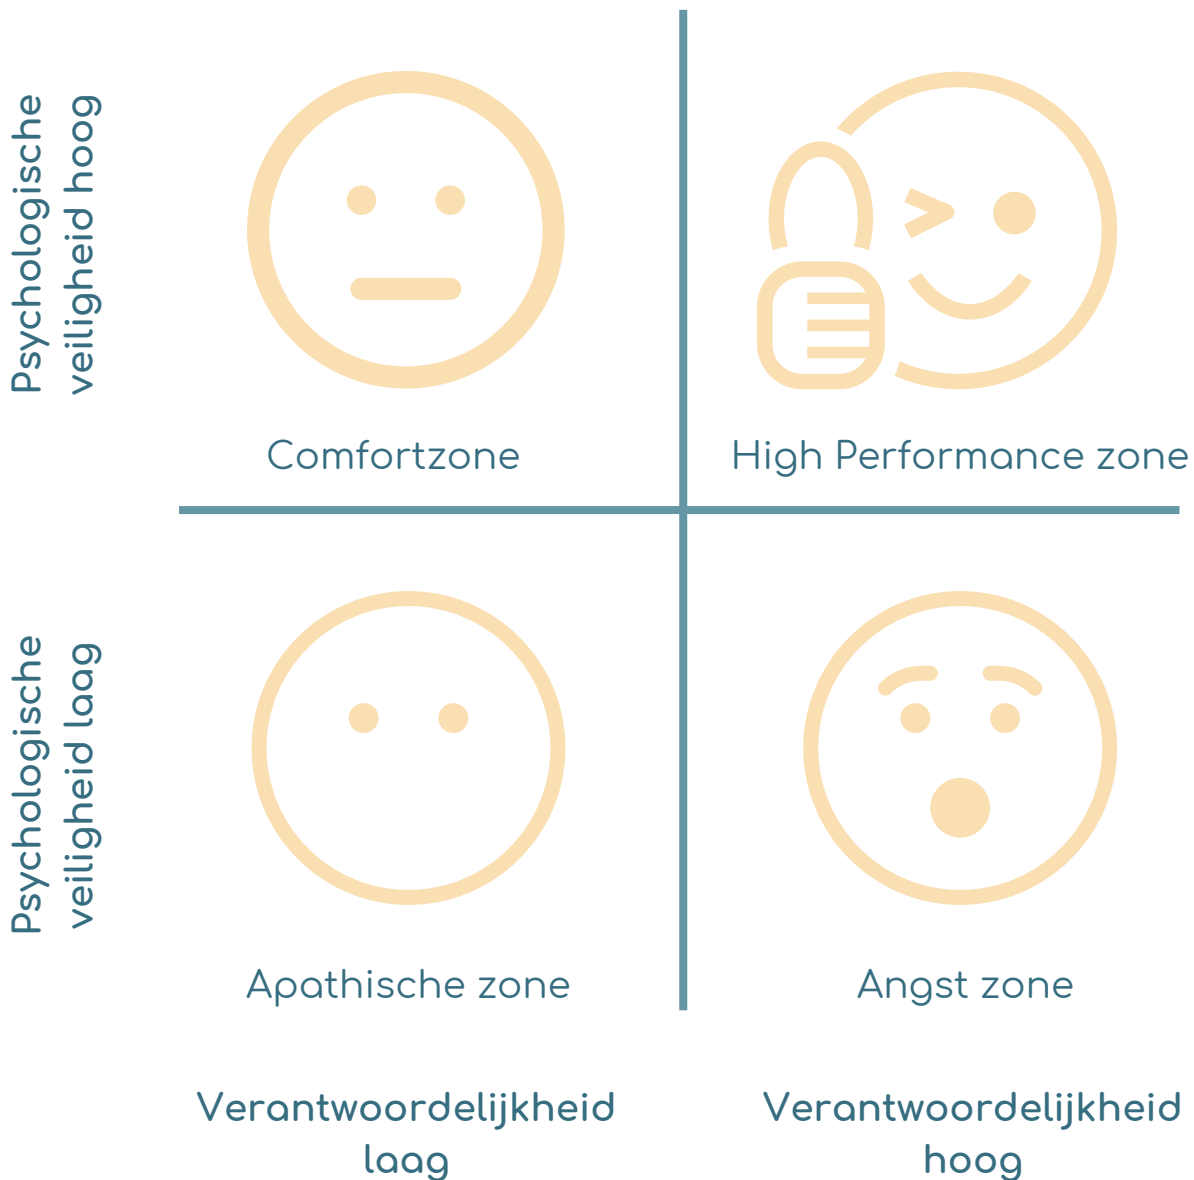 Psychologische
veiligheid hoog
Comfortzone
High Performance zone
Psychologische
veiligheid laag
Apathische zone
Angst zone
Verantwoordelijkheid
laag
Verantwoordelijkheid
hoog